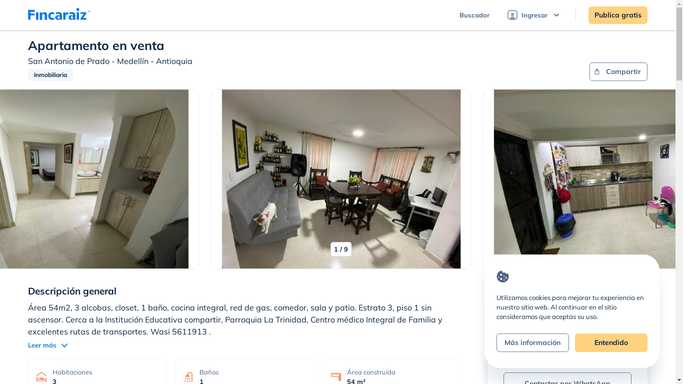 Fincaraiz
Buscador
Ingresar
Publica gratis
Apartamento en venta
San Antonio de Prado - Medellín - Antioquia
Inmobiliaria
Compartir
1 / 9
Descripción general
Área 54m2, 3 alcobas, closet, 1 baño, cocina integral, red de gas, comedor, sala y patio. Estrato 3, piso 1 sin
ascensor. Cerca a la Institución Educativa compartir, Parroquia La Trinidad, Centro médico Integral de Familia y
excelentes rutas de transportes. Wasi 5611913 .
Leer más
Habitaciones
3
Baños
1
Área construida
54 m²
Utilizamos cookies para mejorar tu experiencia en
nuestro sitio web. Al continuar en el sitio
consideramos que aceptas su uso.
Más información
Entendido
Contactar por WhatsApp